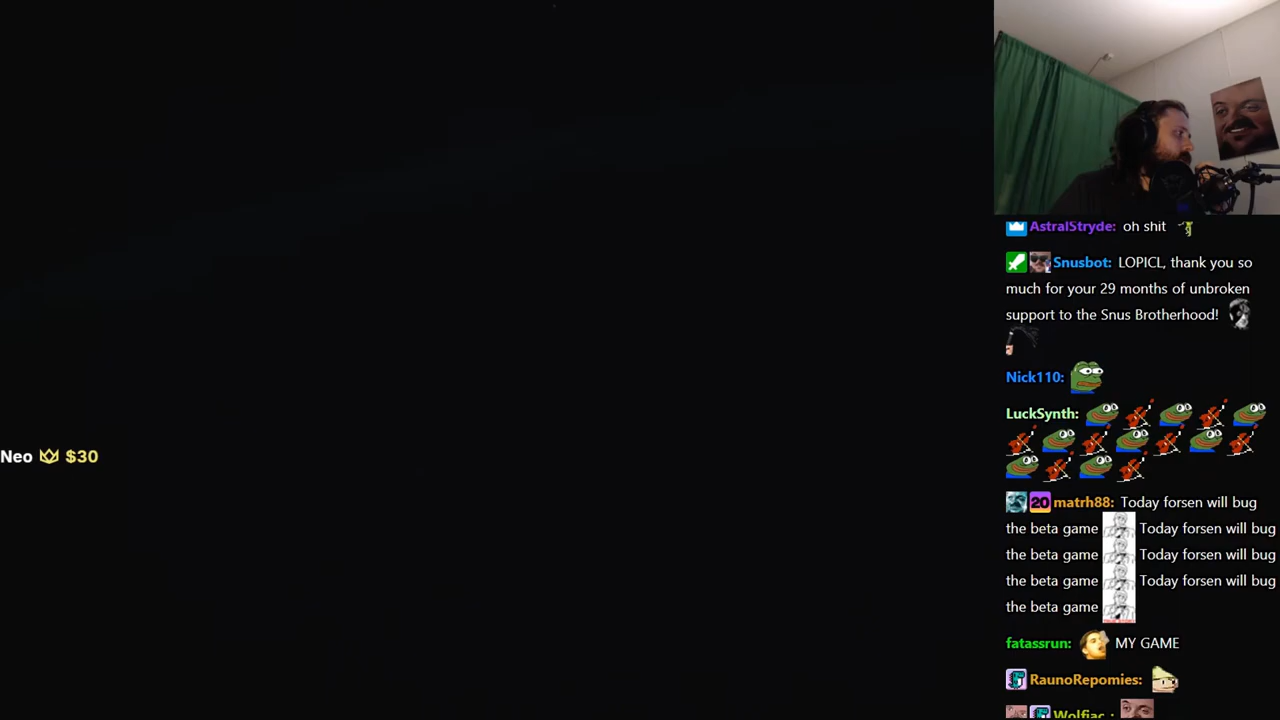 AstralStryde: oh shit
Snusbot: LOPICL, thank you so
much for your 29 months of unbroken
support to the Snus Brotherhood!
Nick110:
Neo $30
LuckSynth:
20 matrh88: Today forsen will bug
the beta game Today forsen will bug
the beta game Today forsen will bug
the beta game Today forsen will bug
the beta game
fatassrun: MY GAME
RaunoRepomies:
Wolfiac :